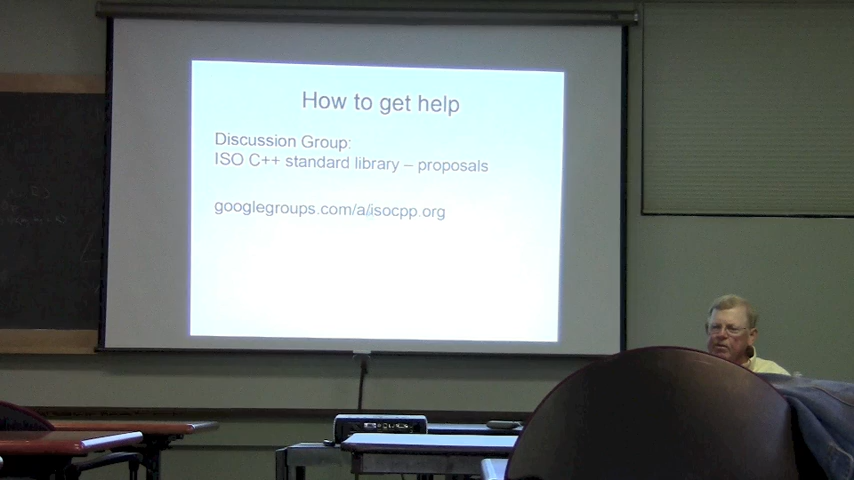 How to get help
Discussion Group:
ISO C++ standard library – proposals
googlegroups.com/a/isocpp.org